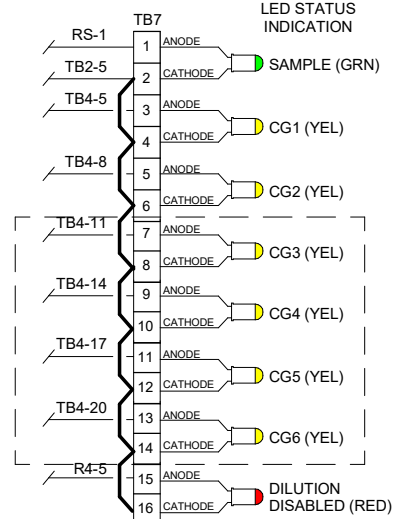 LED STATUS
INDICATION
TB7
RS-1 1 ANODE
TB2-5 2 CATHODE SAMPLE (GRN)
TB4-5 3 ANODE
4 CATHODE CG1 (YEL)
TB4-8 5 ANODE
6 CATHODE CG2 (YEL)
TB4-11 7 ANODE
8 CATHODE CG3 (YEL)
TB4-14 9 ANODE
10 CATHODE CG4 (YEL)
TB4-17 11 ANODE
12 CATHODE CG5 (YEL)
TB4-20 13 ANODE
14 CATHODE CG6 (YEL)
R4-5 15 ANODE
16 CATHODE DILUTION
DISABLED (RED)